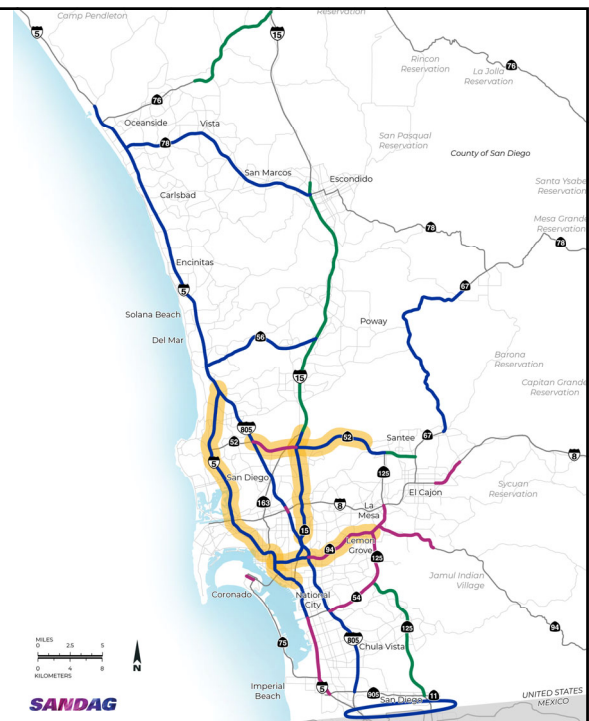 Camp Pendleton
5
Reservation
15
Rincon
Reservation
La Jolla
Reservation
76
76
Oceanside
Vista
78
San Pasqual
Reservation
County of San Diego
San Marcos
Escondido
Santa Ysabe
Reservation
Carlsbad
Mesa Grande
Reservation
78
78
Encinitas
67
5
Solana Beach
Poway
Del Mar
56
Barona
Reservation
15
Capitan Grande
Reservation
805
52
52
Santee
67
8
5
San Diego
125
Sycuan
Reservation
El Cajon
163
8
La
Mesa
15
94
Lemon
Grove
125
Jamul Indian
Village
Coronado
National
City
54
94
125
75
805
Chula Vista
MILES
0 2.5 5
0 4 8
KILOMETERS
N
Imperial
Beach
5
905
San Diego
11
UNITED STATES
MEXICO
SANDAG